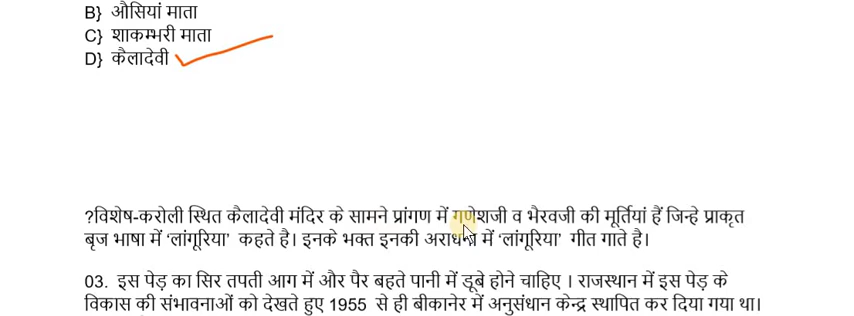 B} औसियां माता
C} शाकम्भरी माता
D} कैलादेवी
?विशेष-करोली स्थित कैलादेवी मंदिर के सामने प्रांगण में गणेशजी व भैरवजी की मूर्तियां हैं जिन्हे प्राकृत
बृज भाषा में 'लांगूरिया' कहते है। इनके भक्त इनकी अराधना में 'लांगूरिया' गीत गाते है।
03. इस पेड़ का सिर तपती आग में और पैर बहते पानी में डूबे होने चाहिए । राजस्थान में इस पेड़ के
विकास की संभावनाओं को देखते हुए 1955 से ही बीकानेर में अनुसंधान केन्द्र स्थापित कर दिया गया था।